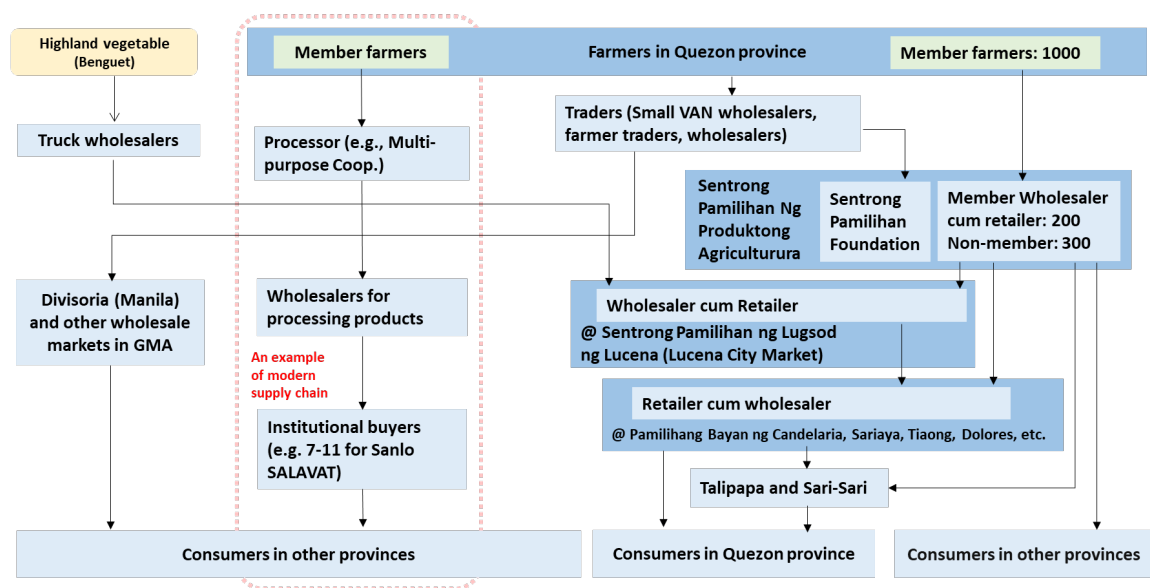 Highland vegetable
(Benguet)
Member farmers
Farmers in Quezon province
Member farmers: 1000
Truck wholesalers
Processor (e.g., Multi-
purpose Coop.)
Traders (Small VAN wholesalers,
farmer traders, wholesalers)
Sentrong
Pamilihan Ng
Produktong
Agriculturura
Sentrong
Pamilihan
Foundation
Member Wholesaler
cum retailer: 200
Non-member: 300
Divisoria (Manila)
and other wholesale
markets in GMA
Wholesalers for
processing products
Wholesaler cum Retailer
@ Sentrong Pamilihan ng Lugsod
ng Lucena (Lucena City Market)
An example
of modern
supply chain
Retailer cum wholesaler
@ Pamilihang Bayan ng Candelaria, Sariaya, Tiaong, Dolores, etc.
Institutional buyers
(e.g. 7-11 for Sanlo
SALAVAT)
Talipapa and Sari-Sari
Consumers in other provinces
Consumers in Quezon province
Consumers in other provinces